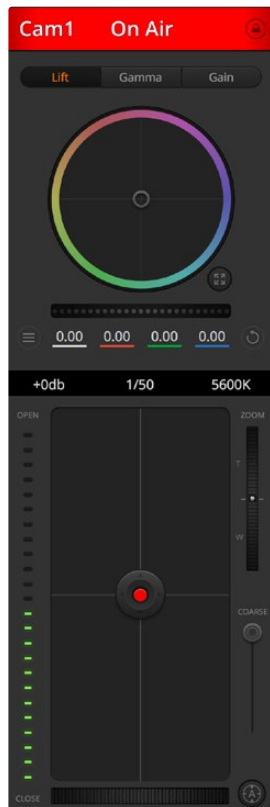 Cam1 On Air
Lift Gamma Gain
0.00 0.00 0.00 0.00
+0db 1/50 5600K
OPEN ZOOM
T
W
COARSE
CLOSE A